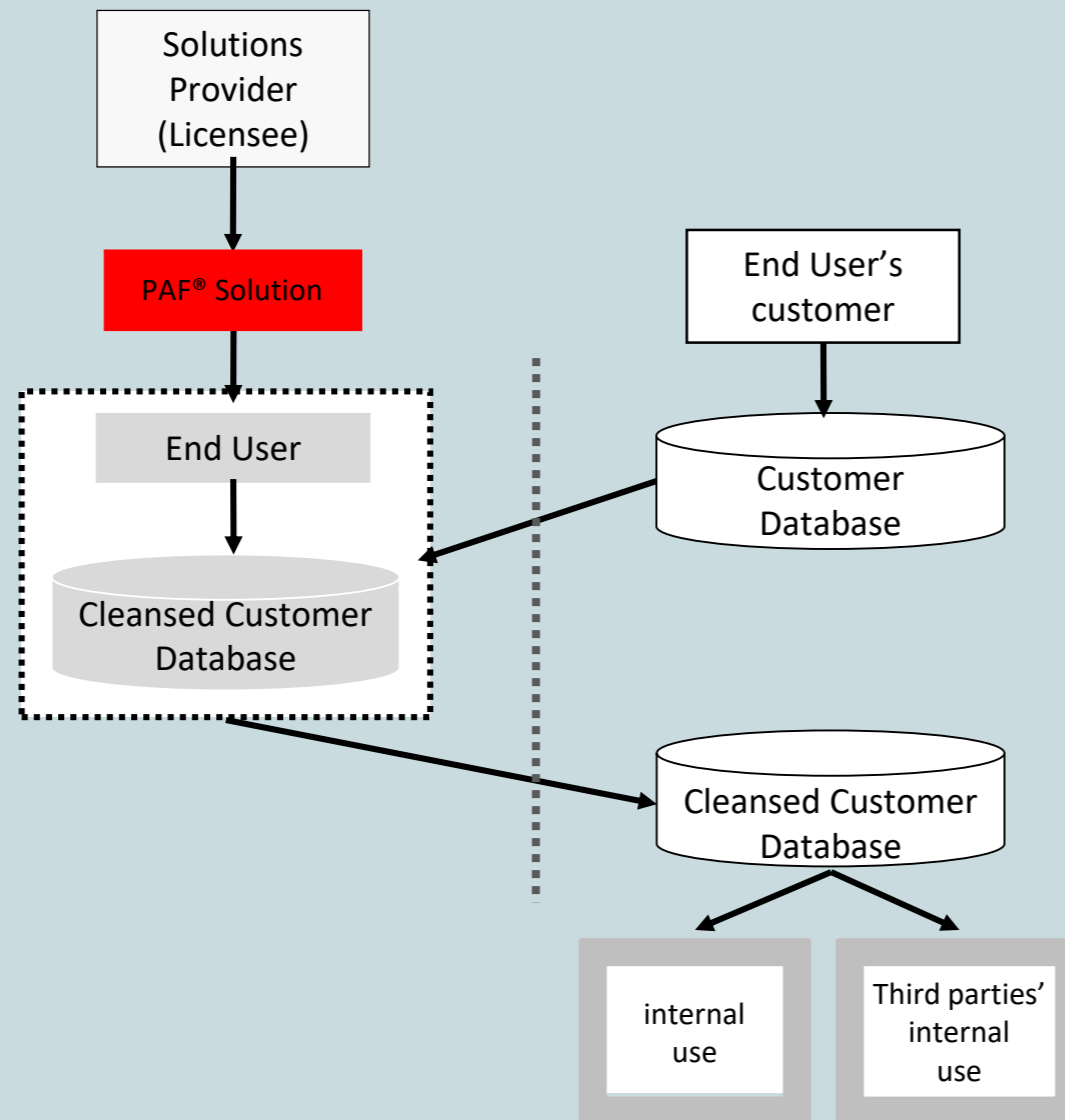 Solutions
Provider
(Licensee)
PAF® Solution
End User
Cleansed Customer
Database
End User’s
customer
Customer
Database
Cleansed Customer
Database
internal
use
Third parties’
internal
use